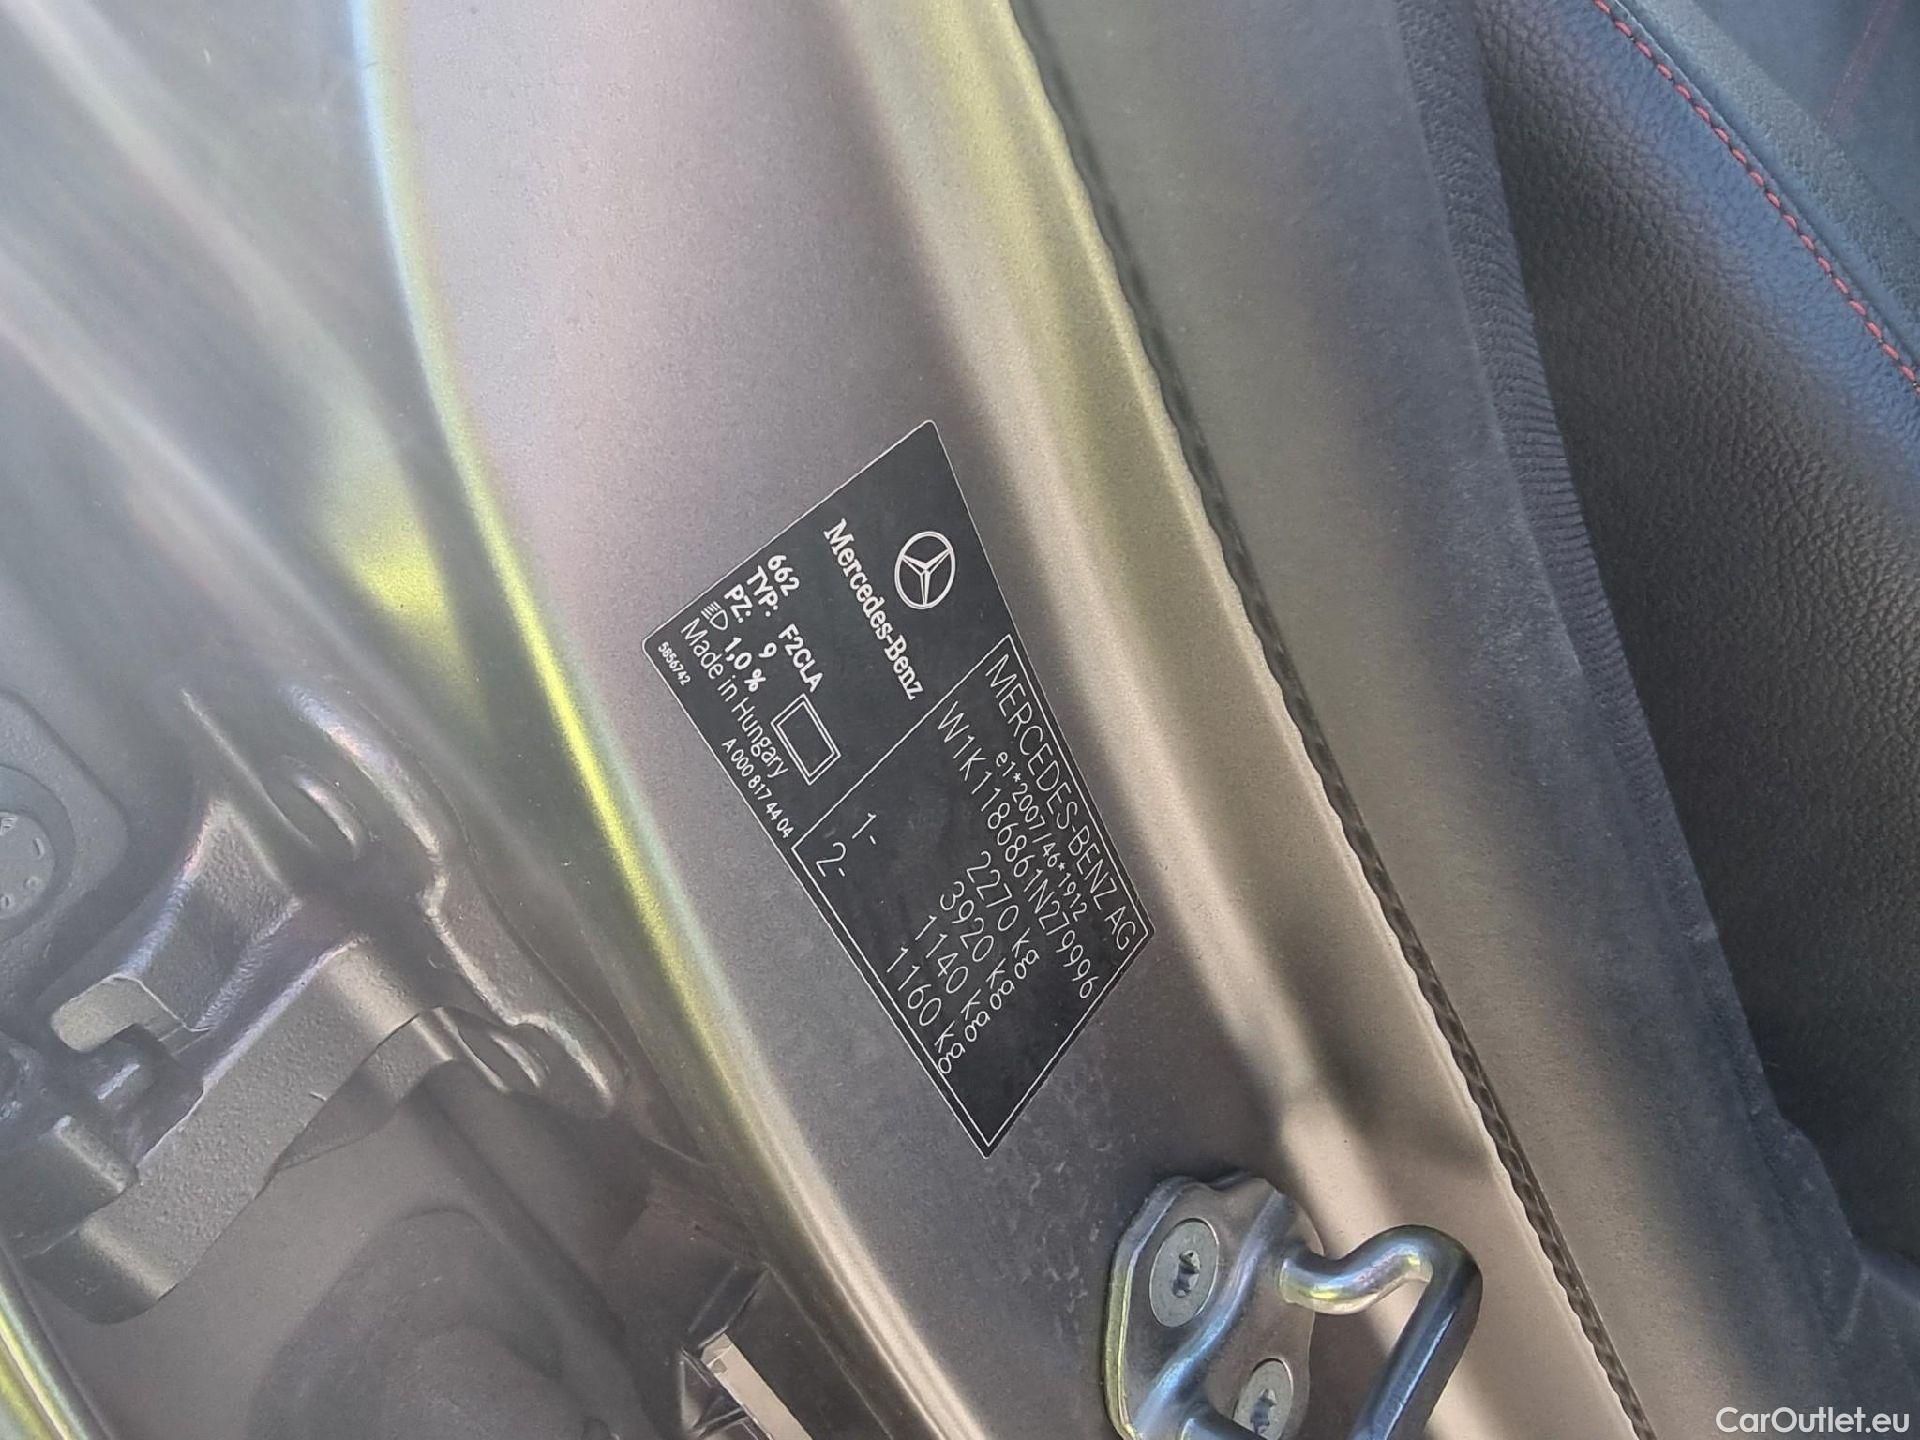 Mercedes-Benz
662
TYP: F2CLA
PZ: 9
1,0 %
Made in Hungary
5856742
A 000 817 44 04
MERCEDES-BENZ AG
e1*2007/46*1912
W1K1186861N279996
2270 kg
3920 kg
1- 1140 kg
2- 1160 kg
CarOutlet.eu